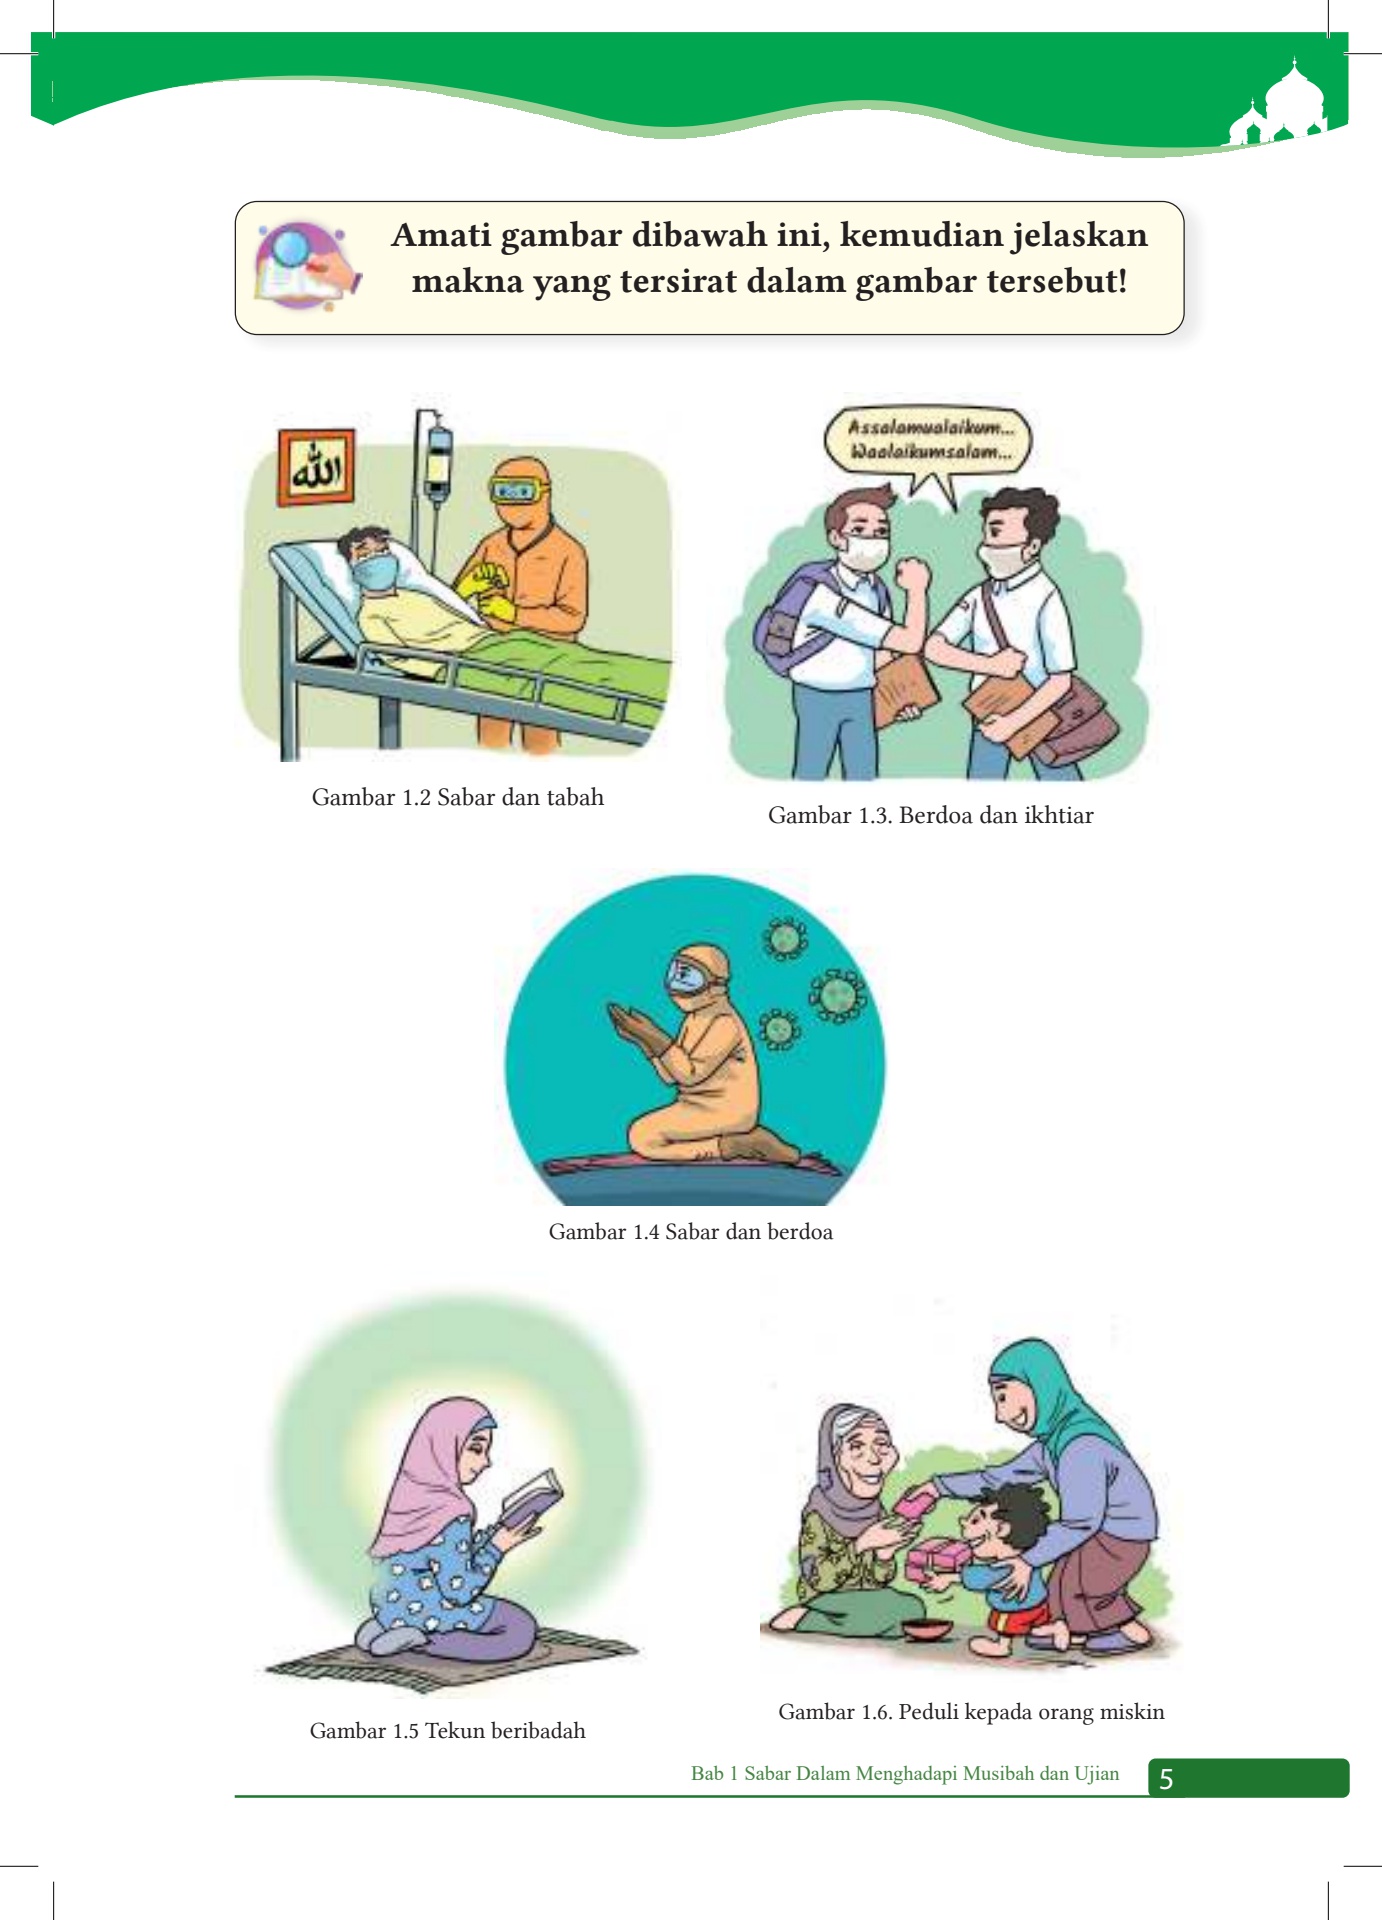 Amati gambar dibawah ini, kemudian jelaskan
makna yang tersirat dalam gambar tersebut!
الله
Assalamualaikum...
Waalaikumsalam...
Gambar 1.2 Sabar dan tabah
Gambar 1.3. Berdoa dan ikhtiar
Gambar 1.4 Sabar dan berdoa
Gambar 1.5 Tekun beribadah
Gambar 1.6. Peduli kepada orang miskin
Bab 1 Sabar Dalam Menghadapi Musibah dan Ujian
5